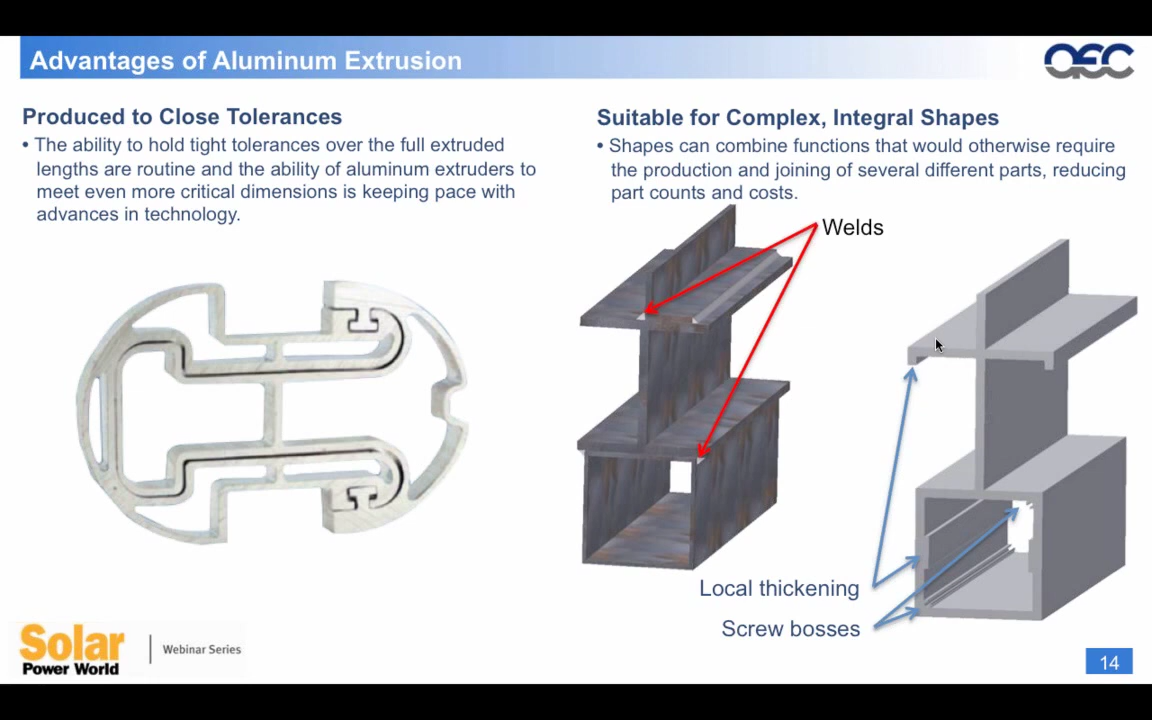 Advantages of Aluminum Extrusion
AEC
Produced to Close Tolerances
• The ability to hold tight tolerances over the full extruded
lengths are routine and the ability of aluminum extruders to
meet even more critical dimensions is keeping pace with
advances in technology.
Suitable for Complex, Integral Shapes
• Shapes can combine functions that would otherwise require
the production and joining of several different parts, reducing
part counts and costs.
Welds
Local thickening
Screw bosses
Solar
Power World
Webinar Series
14